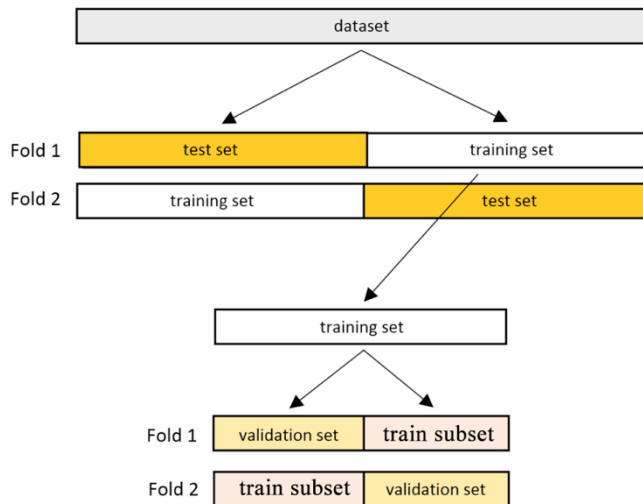 dataset
Fold 1 test set training set
Fold 2 training set test set
training set
Fold 1 validation set train subset
Fold 2 train subset validation set